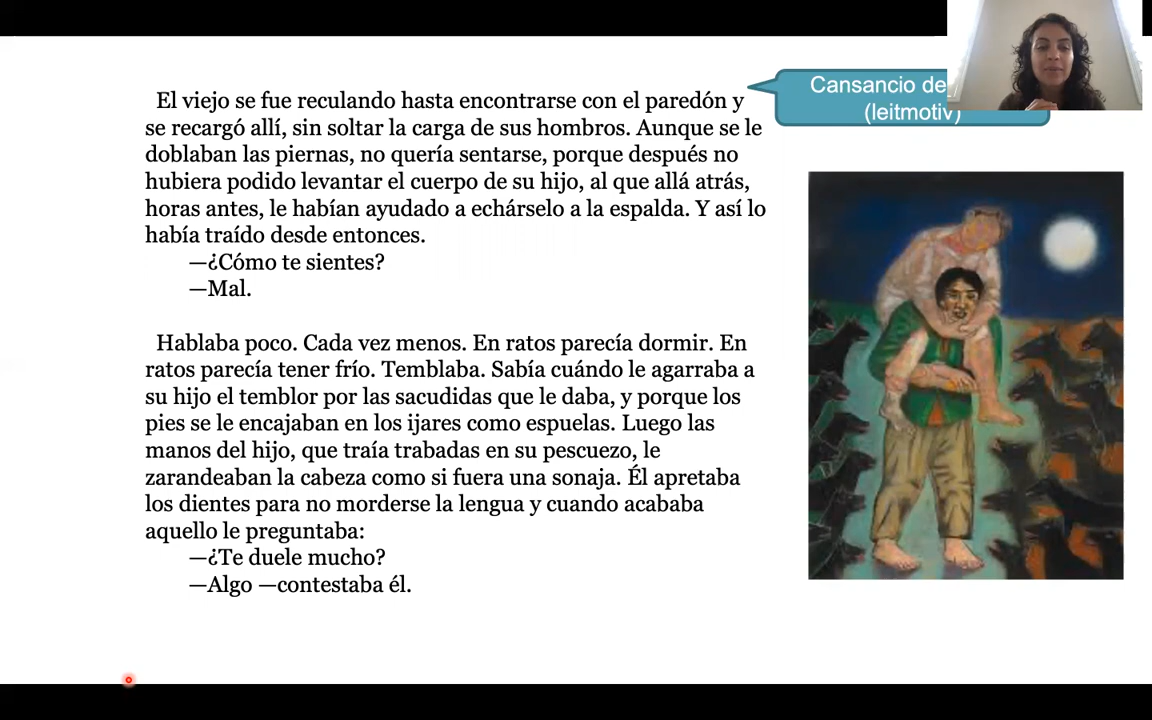 El viejo se fue reculando hasta encontrarse con el paredón y
se recargó allí, sin soltar la carga de sus hombros. Aunque se le
doblaban las piernas, no quería sentarse, porque después no
hubiera podido levantar el cuerpo de su hijo, al que allá atrás,
horas antes, le habían ayudado a echárselo a la espalda. Y así lo
había traído desde entonces.
—¿Cómo te sientes?
—Mal.
Hablaba poco. Cada vez menos. En ratos parecía dormir. En
ratos parecía tener frío. Temblaba. Sabía cuándo le agarraba a
su hijo el temblor por las sacudidas que le daba, y porque los
pies se le encajaban en los ijares como espuelas. Luego las
manos del hijo, que traía trabadas en su pescuezo, le
zarandeaban la cabeza como si fuera una sonaja. Él apretaba
los dientes para no morderse la lengua y cuando acababa
aquello le preguntaba:
—¿Te duele mucho?
—Algo —contestaba él.
Cansancio de
(leitmotiv)